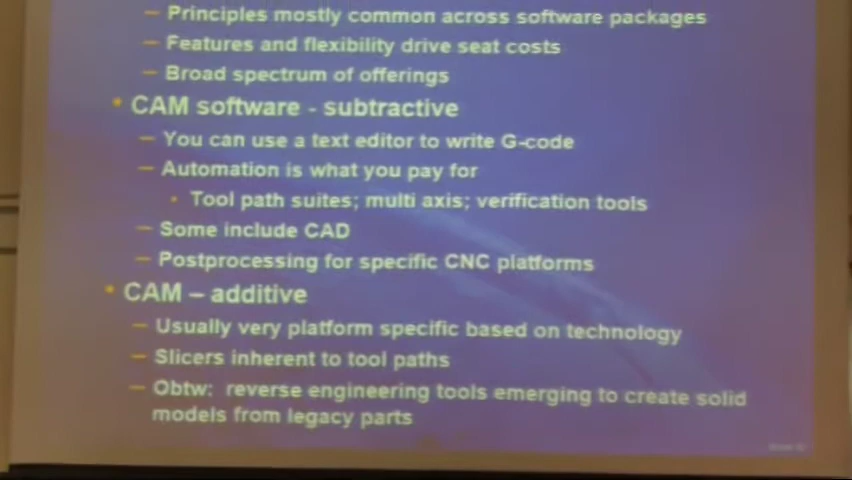 – Principles mostly common across software packages
– Features and flexibility drive seat costs
– Broad spectrum of offerings
• CAM software - subtractive
– You can use a text editor to write G-code
– Automation is what you pay for
• Tool path suites; multi axis; verification tools
– Some include CAD
– Postprocessing for specific CNC platforms
• CAM – additive
– Usually very platform specific based on technology
– Slicers inherent to tool paths
– Obtw: reverse engineering tools emerging to create solid
models from legacy parts